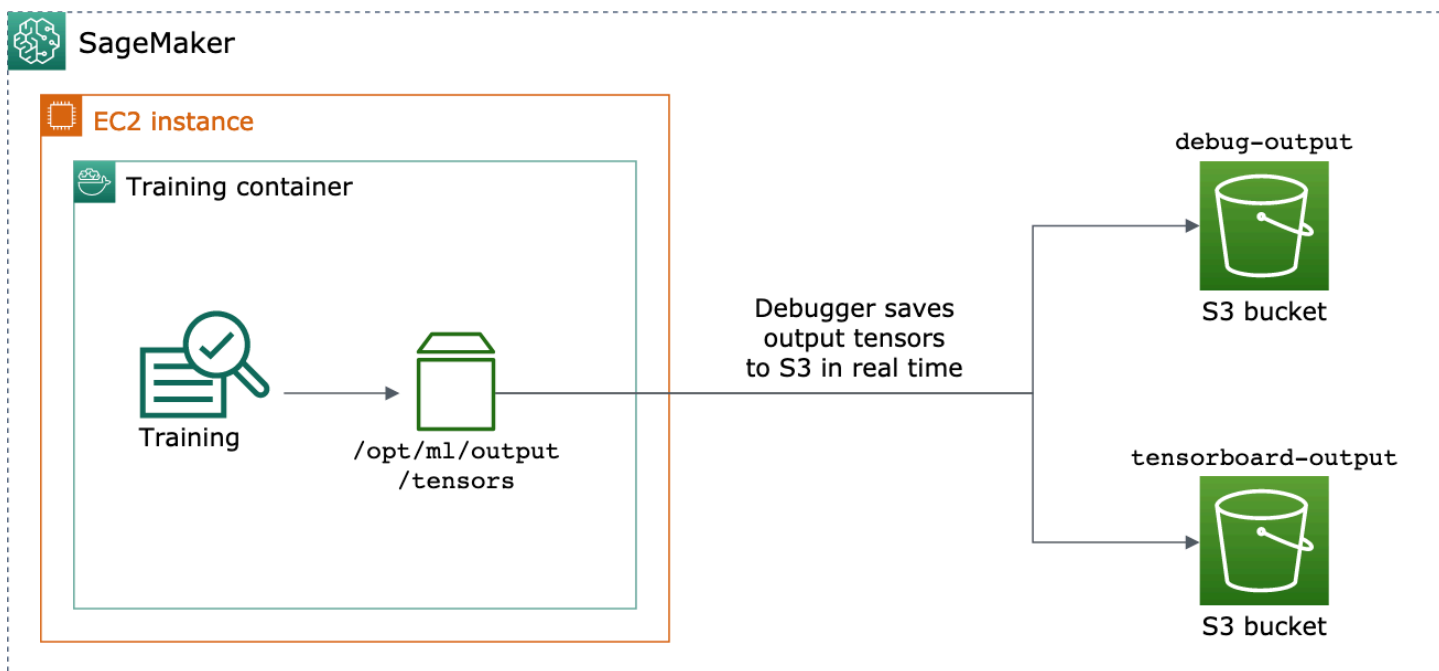 SageMaker
EC2 instance
Training container
Training
/opt/ml/output
/tensors
Debugger saves
output tensors
to S3 in real time
debug-output
S3 bucket
tensorboard-output
S3 bucket